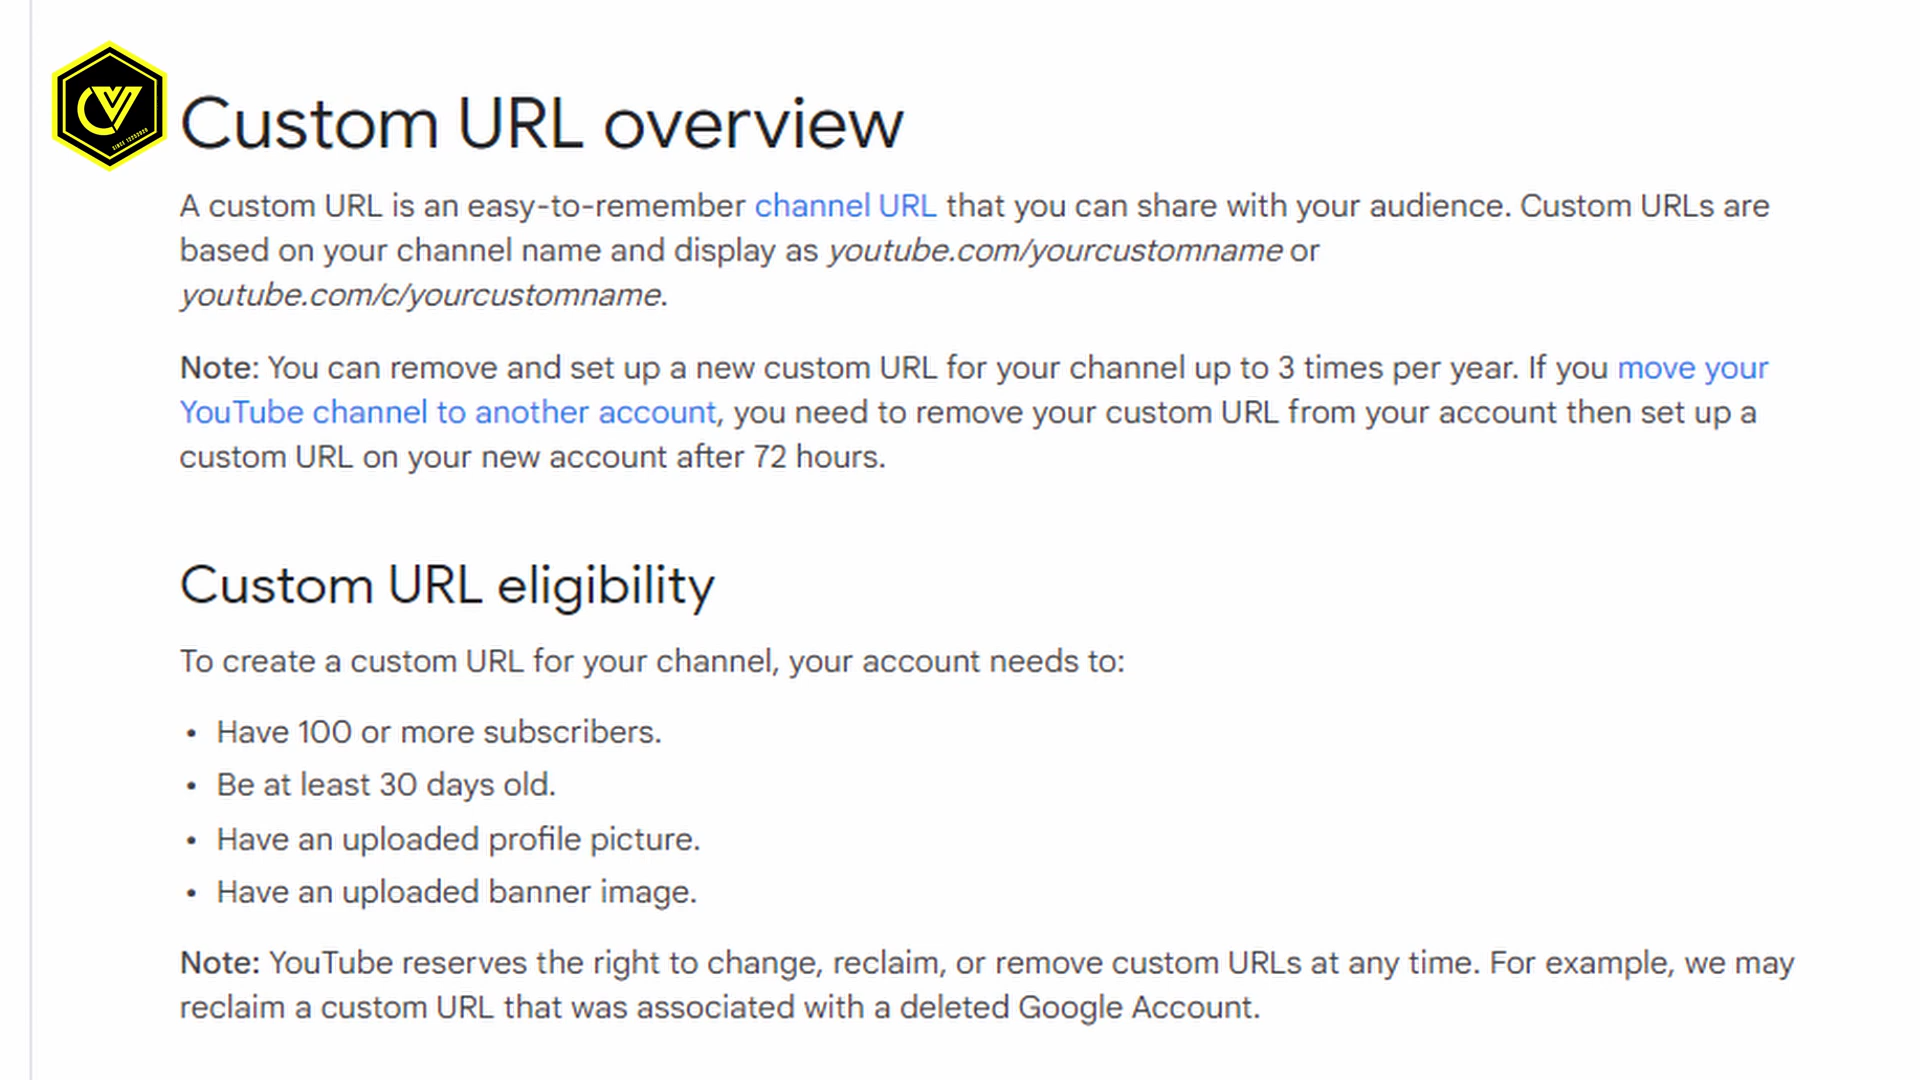 Custom URL overview
A custom URL is an easy-to-remember channel URL that you can share with your audience. Custom URLs are
based on your channel name and display as youtube.com/yourcustomname or
youtube.com/c/yourcustomname.
Note: You can remove and set up a new custom URL for your channel up to 3 times per year. If you move your
YouTube channel to another account, you need to remove your custom URL from your account then set up a
custom URL on your new account after 72 hours.
Custom URL eligibility
To create a custom URL for your channel, your account needs to:
• Have 100 or more subscribers.
• Be at least 30 days old.
• Have an uploaded profile picture.
• Have an uploaded banner image.
Note: YouTube reserves the right to change, reclaim, or remove custom URLs at any time. For example, we may
reclaim a custom URL that was associated with a deleted Google Account.